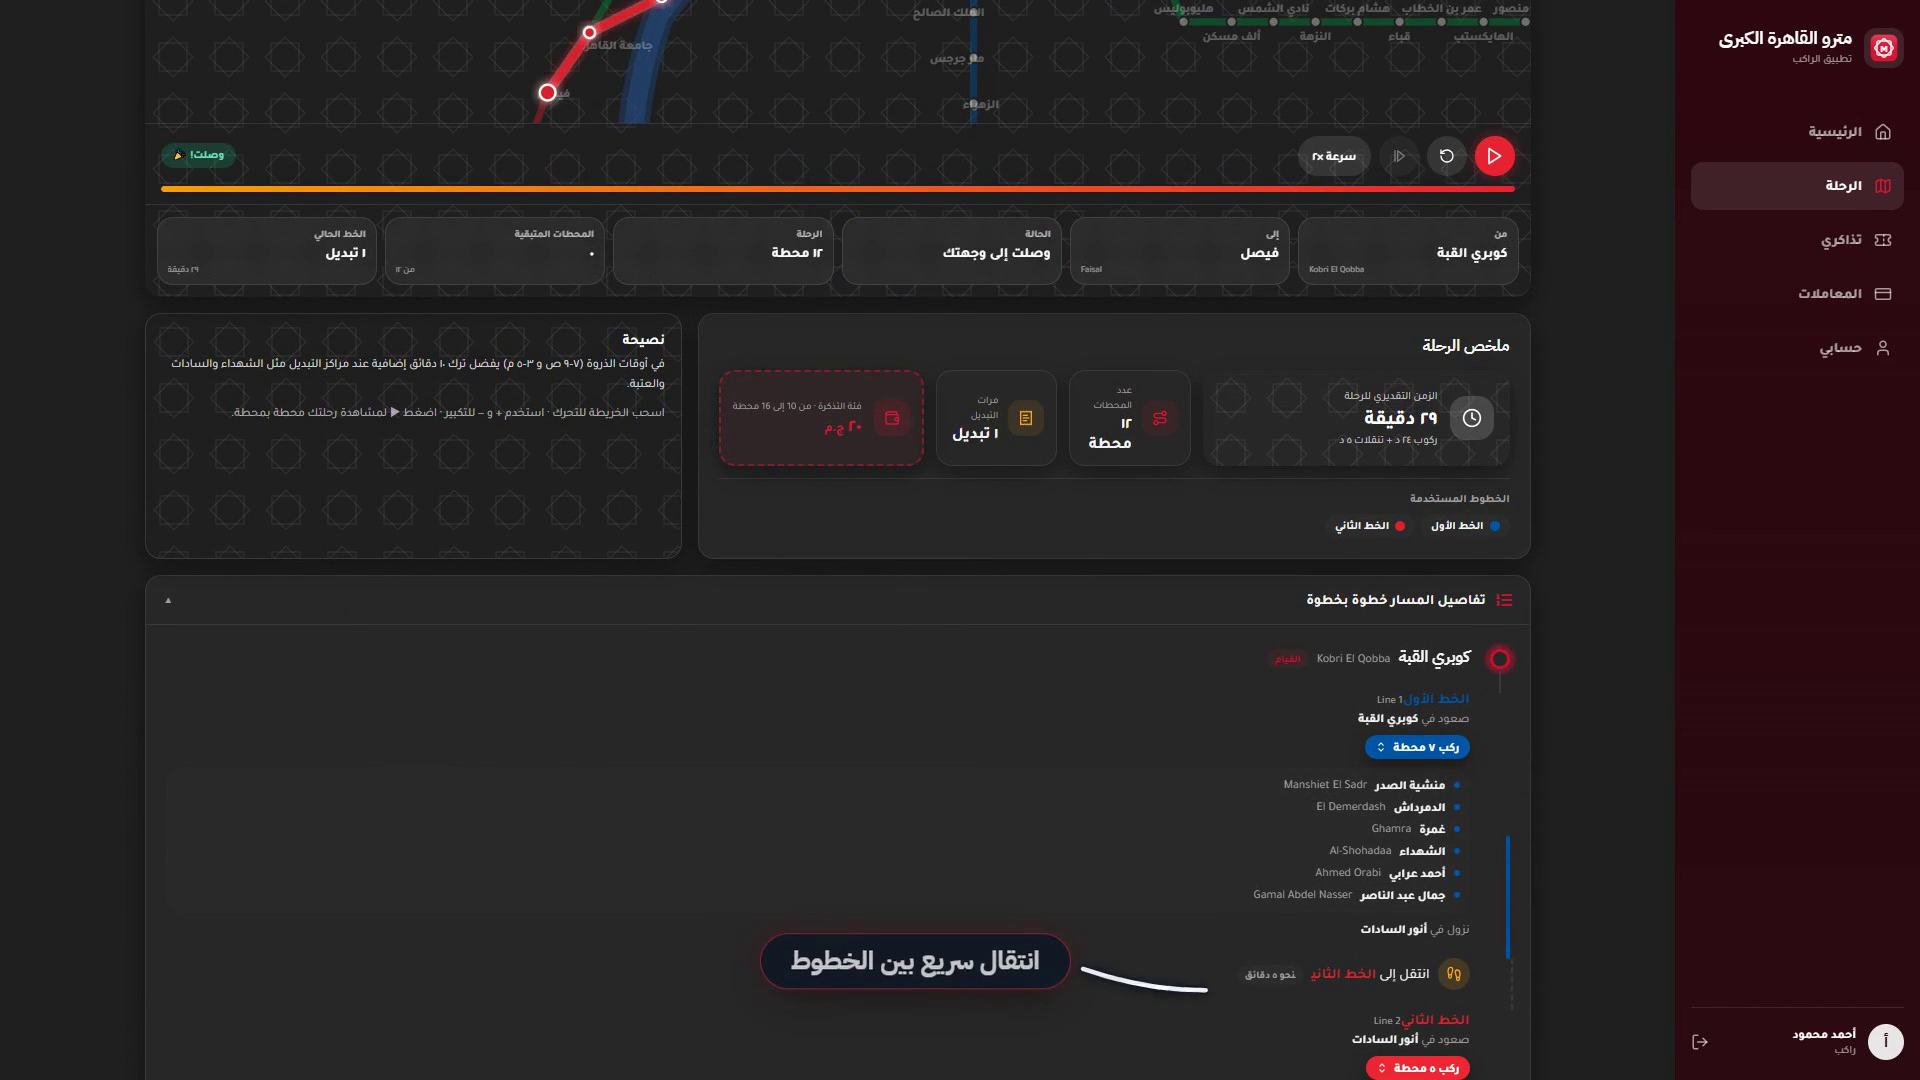 مترو القاهرة الكبرى
تطبيق الراكب
الرئيسية
الرحلة
تذاكري
المعاملات
حسابي
أحمد محمود
راكب
أ
منصور
عمر بن الخطاب
هشام بركات
نادي الشمس
هليوبوليس
الهايكستب
قباء
النزهة
ألف مسكن
الملك الصالح
مار جرجس
الزهراء
جامعة القاهرة
سرعة ×٢
وصلت! 🎉
من
كوبري القبة
Kobri El Qobba
إلى
فيصل
Faisal
الحالة
وصلت إلى وجهتك
الرحلة
١٢ محطة
المحطات المتبقية
٠
من ١٢
الخط الحالي
١ تبديل
٢٩ دقيقة
ملخص الرحلة
الزمن التقديري للرحلة
٢٩ دقيقة
ركوب ٢٤ د + تنقلات ٥ د
عدد
المحطات
١٢
محطة
مرات
التبديل
١ تبديل
فئة التذكرة · من 10 إلى 16 محطة
٢٠ ج.م
الخطوط المستخدمة
الخط الأول
الخط الثاني
نصيحة
في أوقات الذروة (٧-٩ ص و ٣-٥ م) يفضل ترك ١٠ دقائق إضافية عند مراكز التبديل مثل الشهداء والسادات
والعتبة.
اسحب الخريطة للتحرك · استخدم + و – للتكبير · اضغط ▶ لمشاهدة رحلتك محطة بمحطة.
تفاصيل المسار خطوة بخطوة
كوبري القبة Kobri El Qobba القيام
الخط الأول Line 1
صعود في كوبري القبة
ركب ٧ محطة
منشية الصدر Manshiet El Sadr
الدمرداش El Demerdash
غمرة Ghamra
الشهداء Al-Shohadaa
أحمد عرابي Ahmed Orabi
جمال عبد الناصر Gamal Abdel Nasser
نزول في أنور السادات
انتقل إلى الخط الثاني نحو ٥ دقائق
انتقال سريع بين الخطوط
الخط الثاني Line 2
صعود في أنور السادات
ركب ٥ محطة